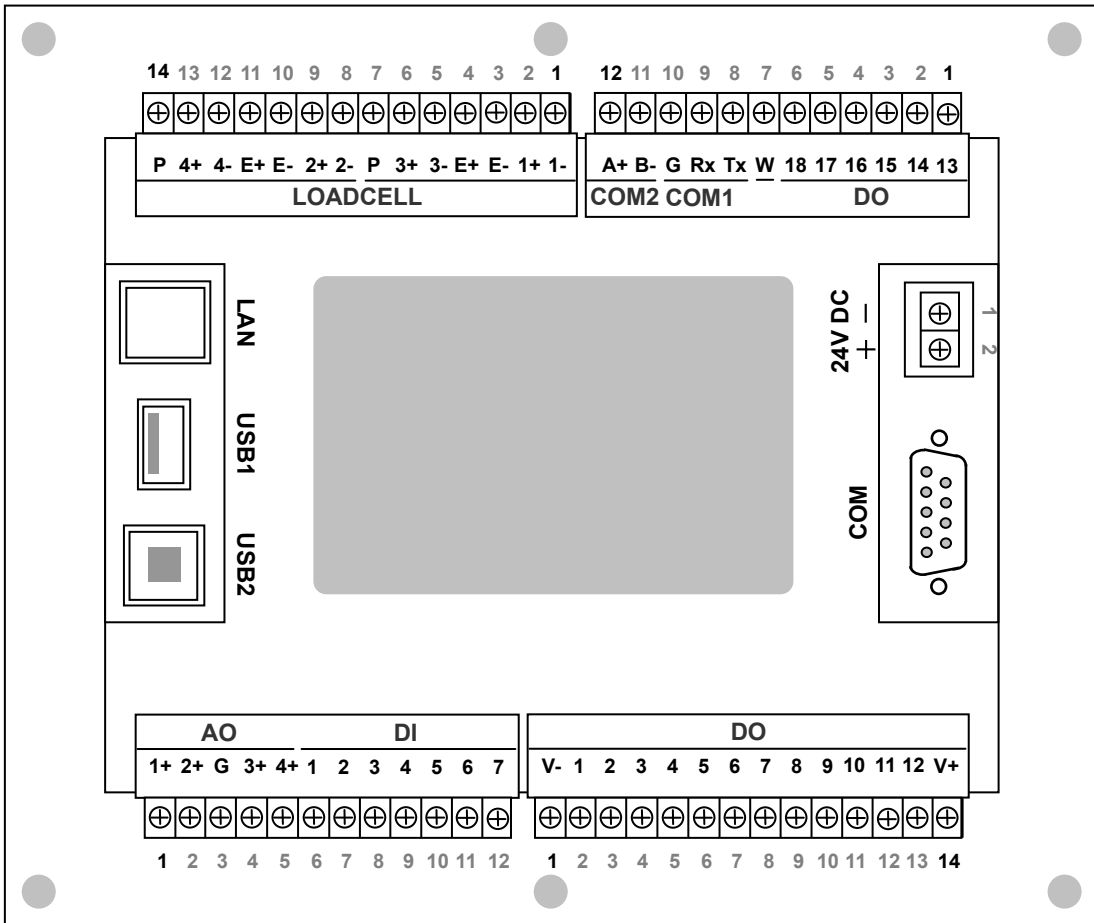 14 13 12 11 10 9 8 7 6 5 4 3 2 1
12 11 10 9 8 7 6 5 4 3 2 1
P 4+ 4- E+ E- 2+ 2- P 3+ 3- E+ E- 1+ 1-
LOADCELL
A+ B- G Rx Tx W 18 17 16 15 14 13
COM2 COM1 DO
LAN
USB1
USB2
24V DC
– +
1
2
COM
AO DI
1+ 2+ G 3+ 4+ 1 2 3 4 5 6 7
DO
V- 1 2 3 4 5 6 7 8 9 10 11 12 V+
1 2 3 4 5 6 7 8 9 10 11 12
1 2 3 4 5 6 7 8 9 10 11 12 13 14